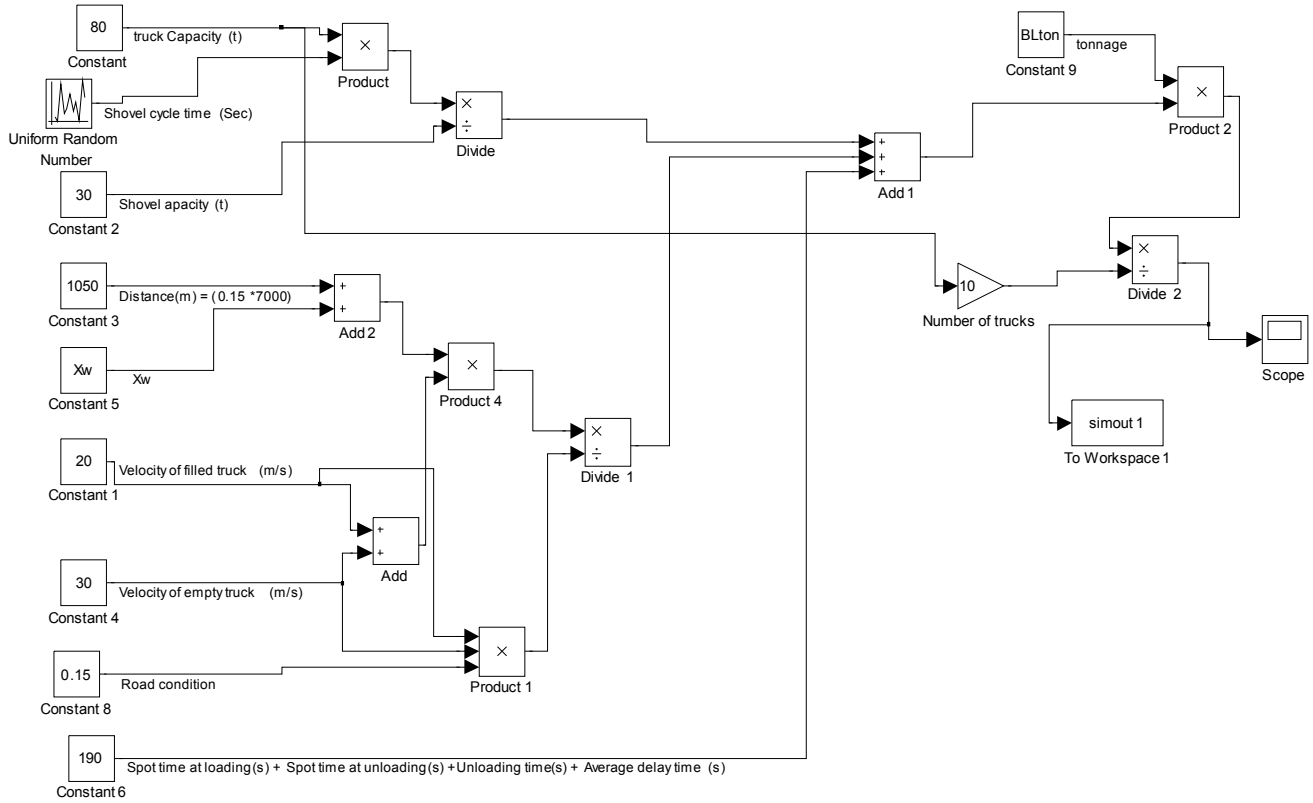 80
truck Capacity (t)
Constant
×
Product
BLton
tonnage
Constant 9
×
Product 2
Shovel cycle time (Sec)
Uniform Random
Number
×
÷
Divide
30
Shovel apacity (t)
Constant 2
+
+
+
Add 1
1050
Distance(m) = (0.15 *7000)
Constant 3
+
+
Add 2
×
÷
Divide 2
10
Number of trucks
Scope
Xw
Xw
Constant 5
×
Product 4
simout 1
To Workspace 1
20
Velocity of filled truck (m/s)
Constant 1
×
÷
Divide 1
+
+
Add
30
Velocity of empty truck (m/s)
Constant 4
×
Product 1
0.15
Road condition
Constant 8
190
Spot time at loading(s) + Spot time at unloading(s) +Unloading time(s) + Average delay time (s)
Constant 6